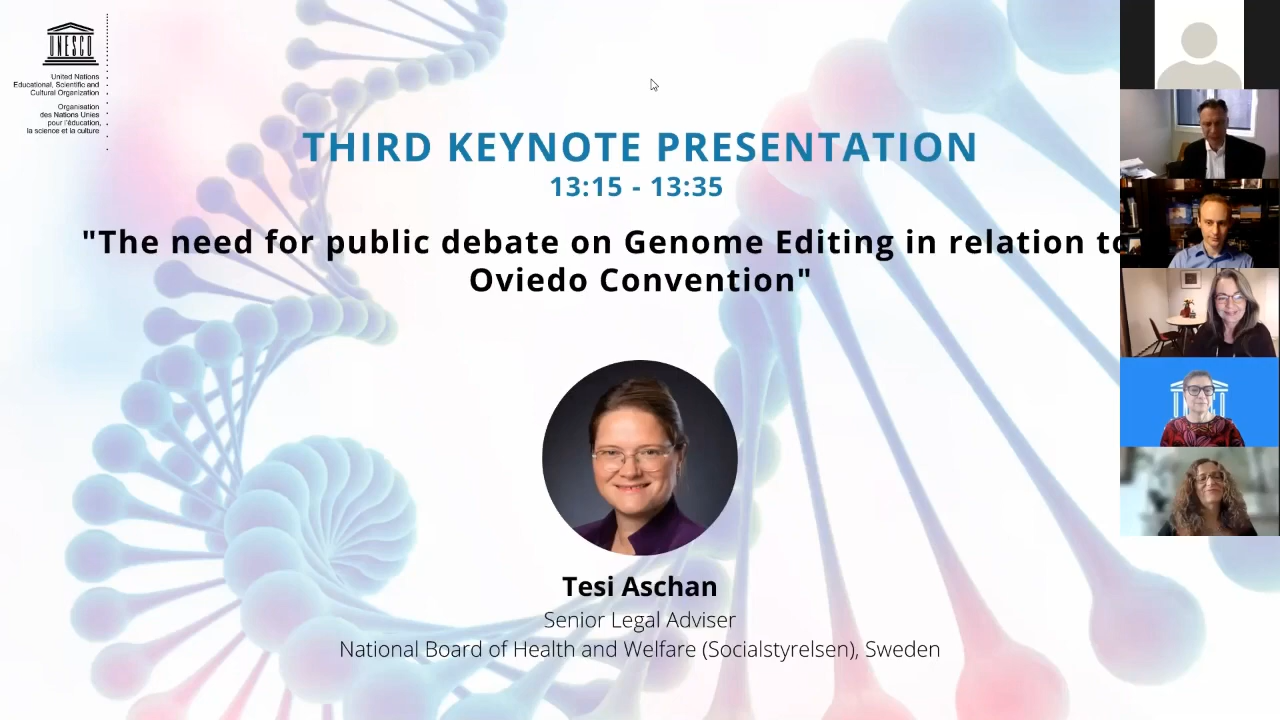 UNESCO
United Nations
Educational, Scientific and
Cultural Organization
Organisation
des Nations Unies
pour l'éducation,
la science et la culture
THIRD KEYNOTE PRESENTATION
13:15 - 13:35
"The need for public debate on Genome Editing in relation to
Oviedo Convention"
Tesi Aschan
Senior Legal Adviser
National Board of Health and Welfare (Socialstyrelsen), Sweden